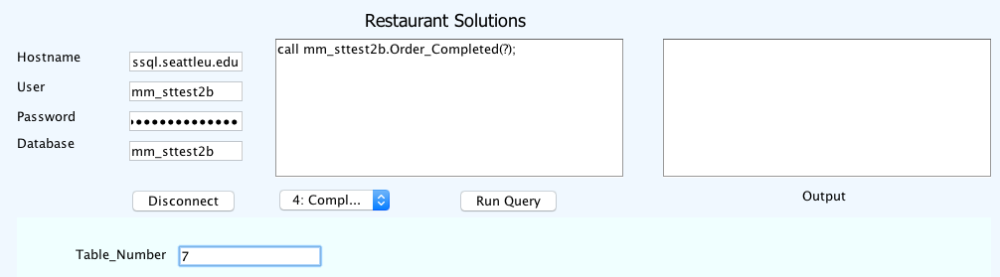 Restaurant Solutions
Hostname
ssql.seattleu.edu
User
mm_sttest2b
Password
•••••••••••••
Database
mm_sttest2b
call mm_sttest2b.Order_Completed(?);
Disconnect
4: Compl...
Run Query
Output
Table_Number
7